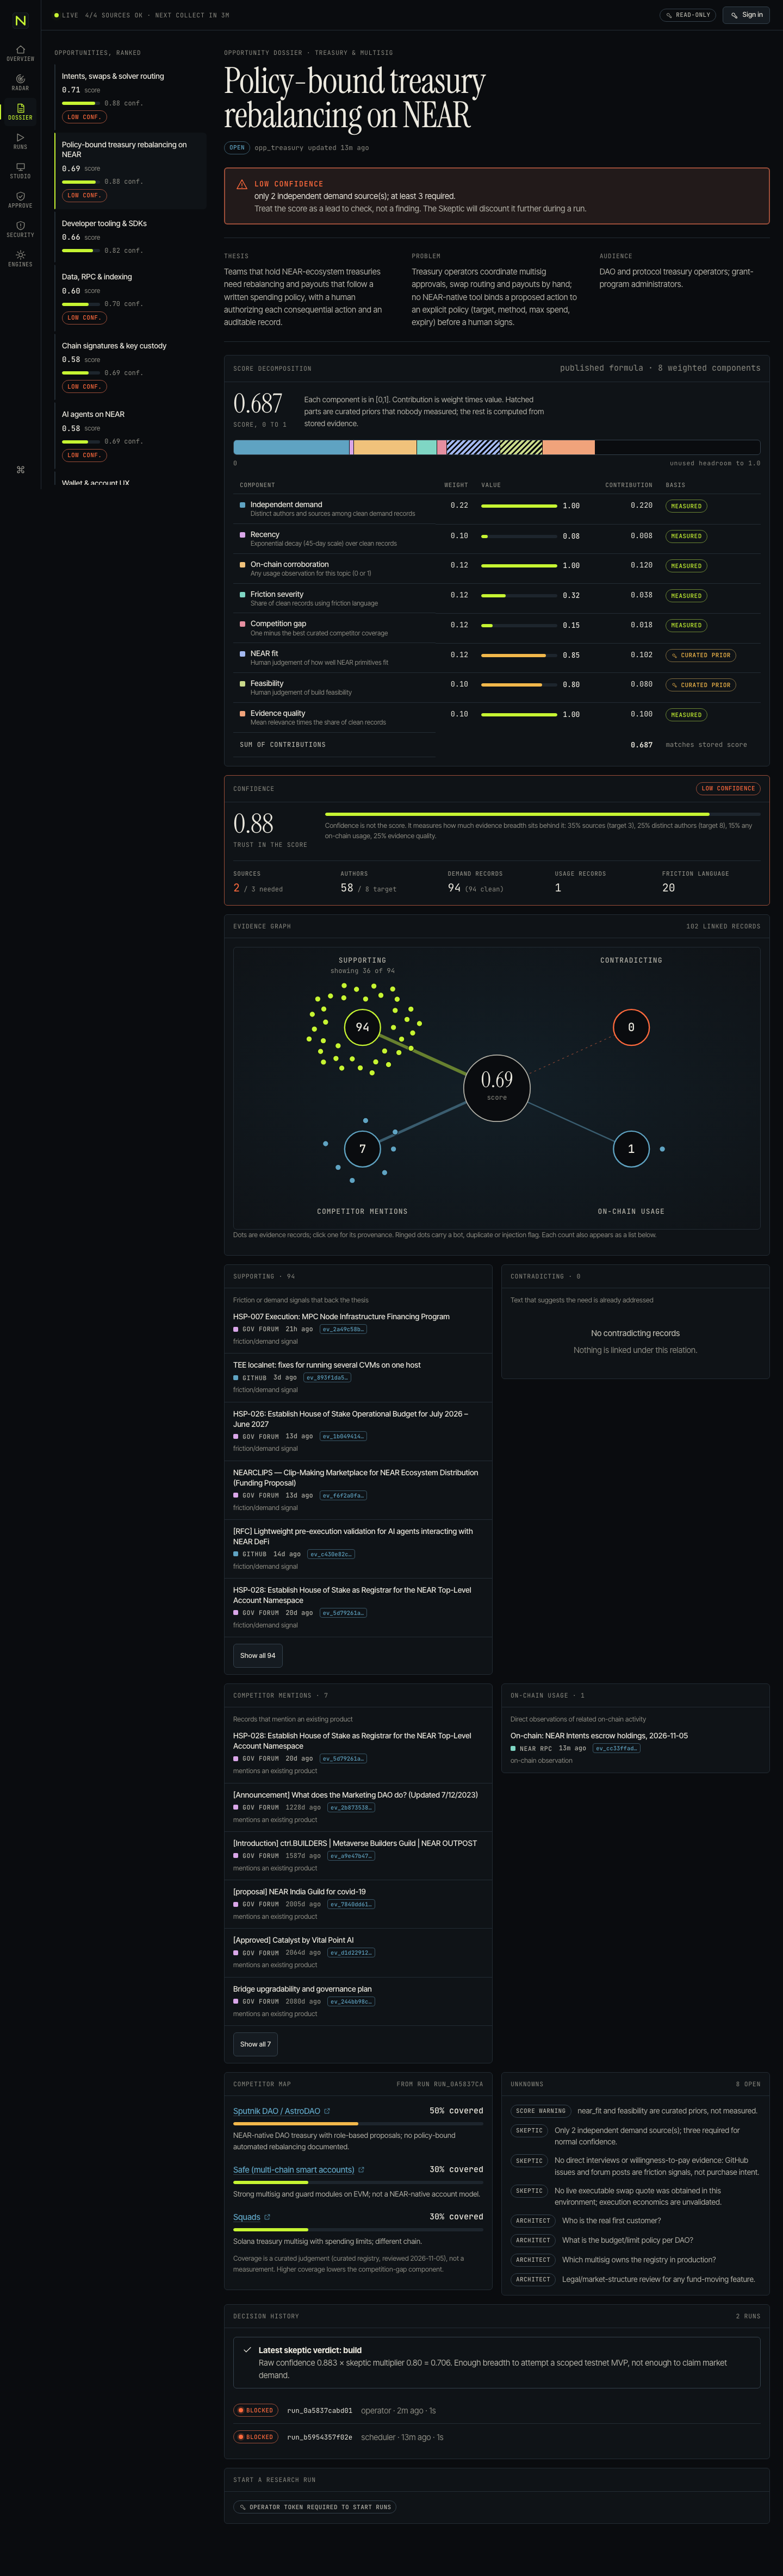 N
OVERVIEW
RADAR
DOSSIER
RUNS
STUDIO
APPROVE
SECURITY
ENGINES
LIVE 4/4 SOURCES OK · NEXT COLLECT IN 3M
READ-ONLY
Sign in
OPPORTUNITIES, RANKED
Intents, swaps & solver routing
0.71 score
0.88 conf.
LOW CONF.
Policy-bound treasury rebalancing on
NEAR
0.69 score
0.88 conf.
LOW CONF.
Developer tooling & SDKs
0.66 score
0.82 conf.
Data, RPC & indexing
0.60 score
0.70 conf.
LOW CONF.
Chain signatures & key custody
0.58 score
0.69 conf.
LOW CONF.
AI agents on NEAR
0.58 score
0.69 conf.
LOW CONF.
Wallet & account UX
OPPORTUNITY DOSSIER · TREASURY & MULTISIG
Policy-bound treasury
rebalancing on NEAR
OPEN opp_treasury updated 13m ago
LOW CONFIDENCE
only 2 independent demand source(s); at least 3 required.
Treat the score as a lead to check, not a finding. The Skeptic will discount it further during a run.
THESIS
Teams that hold NEAR-ecosystem treasuries
need rebalancing and payouts that follow a
written spending policy, with a human
authorizing each consequential action and an
auditable record.
PROBLEM
Treasury operators coordinate multisig
approvals, swap routing and payouts by hand;
no NEAR-native tool binds a proposed action to
an explicit policy (target, method, max spend,
expiry) before a human signs.
AUDIENCE
DAO and protocol treasury operators; grant-
program administrators.
SCORE DECOMPOSITION
published formula · 8 weighted components
0.687
SCORE, 0 TO 1
Each component is in [0,1]. Contribution is weight times value. Hatched
parts are curated priors that nobody measured; the rest is computed from
stored evidence.
0
unused headroom to 1.0
COMPONENT WEIGHT VALUE CONTRIBUTION BASIS
Independent demand 0.22 1.00 0.220 MEASURED
Distinct authors and sources among clean demand records
Recency 0.10 0.08 0.008 MEASURED
Exponential decay (45-day scale) over clean records
On-chain corroboration 0.12 1.00 0.120 MEASURED
Any usage observation for this topic (0 or 1)
Friction severity 0.12 0.32 0.038 MEASURED
Share of clean records using friction language
Competition gap 0.12 0.15 0.018 MEASURED
One minus the best curated competitor coverage
NEAR fit 0.12 0.85 0.102 CURATED PRIOR
Human judgement of how well NEAR primitives fit
Feasibility 0.10 0.80 0.080 CURATED PRIOR
Human judgement of build feasibility
Evidence quality 0.10 1.00 0.100 MEASURED
Mean relevance times the share of clean records
SUM OF CONTRIBUTIONS 0.687 matches stored score
CONFIDENCE
LOW CONFIDENCE
0.88
TRUST IN THE SCORE
Confidence is not the score. It measures how much evidence breadth sits behind it: 35% sources (target 3), 25% distinct authors (target 8), 15% any
on-chain usage, 25% evidence quality.
SOURCES
2 / 3 needed
AUTHORS
58 / 8 target
DEMAND RECORDS
94 (94 clean)
USAGE RECORDS
1
FRICTION LANGUAGE
20
EVIDENCE GRAPH
102 LINKED RECORDS
SUPPORTING
showing 36 of 94
94
CONTRADICTING
0
0.69
score
7
COMPETITOR MENTIONS
1
ON-CHAIN USAGE
Dots are evidence records; click one for its provenance. Ringed dots carry a bot, duplicate or injection flag. Each count also appears as a list below.
SUPPORTING · 94
Friction or demand signals that back the thesis
HSP-007 Execution: MPC Node Infrastructure Financing Program
GOV FORUM 21h ago ev_2a49c58b…
friction/demand signal
TEE localnet: fixes for running several CVMs on one host
GITHUB 3d ago ev_893f1da5…
friction/demand signal
HSP-026: Establish House of Stake Operational Budget for July 2026 –
June 2027
GOV FORUM 13d ago ev_1b049414…
friction/demand signal
NEARCLIPS — Clip-Making Marketplace for NEAR Ecosystem Distribution
(Funding Proposal)
GOV FORUM 13d ago ev_f6f2a0fa…
friction/demand signal
[RFC] Lightweight pre-execution validation for AI agents interacting with
NEAR DeFi
GITHUB 14d ago ev_c430e82c…
friction/demand signal
HSP-028: Establish House of Stake as Registrar for the NEAR Top-Level
Account Namespace
GOV FORUM 20d ago ev_5d79261a…
friction/demand signal
Show all 94
CONTRADICTING · 0
Text that suggests the need is already addressed
No contradicting records
Nothing is linked under this relation.
COMPETITOR MENTIONS · 7
Records that mention an existing product
HSP-028: Establish House of Stake as Registrar for the NEAR Top-Level
Account Namespace
GOV FORUM 20d ago ev_5d79261a…
mentions an existing product
[Announcement] What does the Marketing DAO do? (Updated 7/12/2023)
GOV FORUM 1228d ago ev_2b873538…
mentions an existing product
[Introduction] ctrl.BUILDERS | Metaverse Builders Guild | NEAR OUTPOST
GOV FORUM 1587d ago ev_a9e47b47…
mentions an existing product
[proposal] NEAR India Guild for covid-19
GOV FORUM 2005d ago ev_7840dd61…
mentions an existing product
[Approved] Catalyst by Vital Point AI
GOV FORUM 2064d ago ev_d1d22912…
mentions an existing product
Bridge upgradability and governance plan
GOV FORUM 2080d ago ev_244bb98c…
mentions an existing product
Show all 7
ON-CHAIN USAGE · 1
Direct observations of related on-chain activity
On-chain: NEAR Intents escrow holdings, 2026-11-05
NEAR RPC 13m ago ev_cc33ffad…
on-chain observation
COMPETITOR MAP
FROM RUN RUN_0A5837CA
Sputnik DAO / AstroDAO 50% covered
NEAR-native DAO treasury with role-based proposals; no policy-bound
automated rebalancing documented.
Safe (multi-chain smart accounts) 30% covered
Strong multisig and guard modules on EVM; not a NEAR-native account model.
Squads 30% covered
Solana treasury multisig with spending limits; different chain.
Coverage is a curated judgement (curated registry, reviewed 2026-11-05), not a
measurement. Higher coverage lowers the competition-gap component.
UNKNOWNS
8 OPEN
SCORE WARNING near_fit and feasibility are curated priors, not measured.
SKEPTIC Only 2 independent demand source(s); three required for
normal confidence.
SKEPTIC No direct interviews or willingness-to-pay evidence: GitHub
issues and forum posts are friction signals, not purchase intent.
SKEPTIC No live executable swap quote was obtained in this
environment; execution economics are unvalidated.
ARCHITECT Who is the real first customer?
ARCHITECT What is the budget/limit policy per DAO?
ARCHITECT Which multisig owns the registry in production?
ARCHITECT Legal/market-structure review for any fund-moving feature.
DECISION HISTORY
2 RUNS
Latest skeptic verdict: build
Raw confidence 0.883 × skeptic multiplier 0.80 = 0.706. Enough breadth to attempt a scoped testnet MVP, not enough to claim market
demand.
BLOCKED run_0a5837cabd01 operator · 2m ago · 1s
BLOCKED run_b5954357f02e scheduler · 13m ago · 1s
START A RESEARCH RUN
OPERATOR TOKEN REQUIRED TO START RUNS